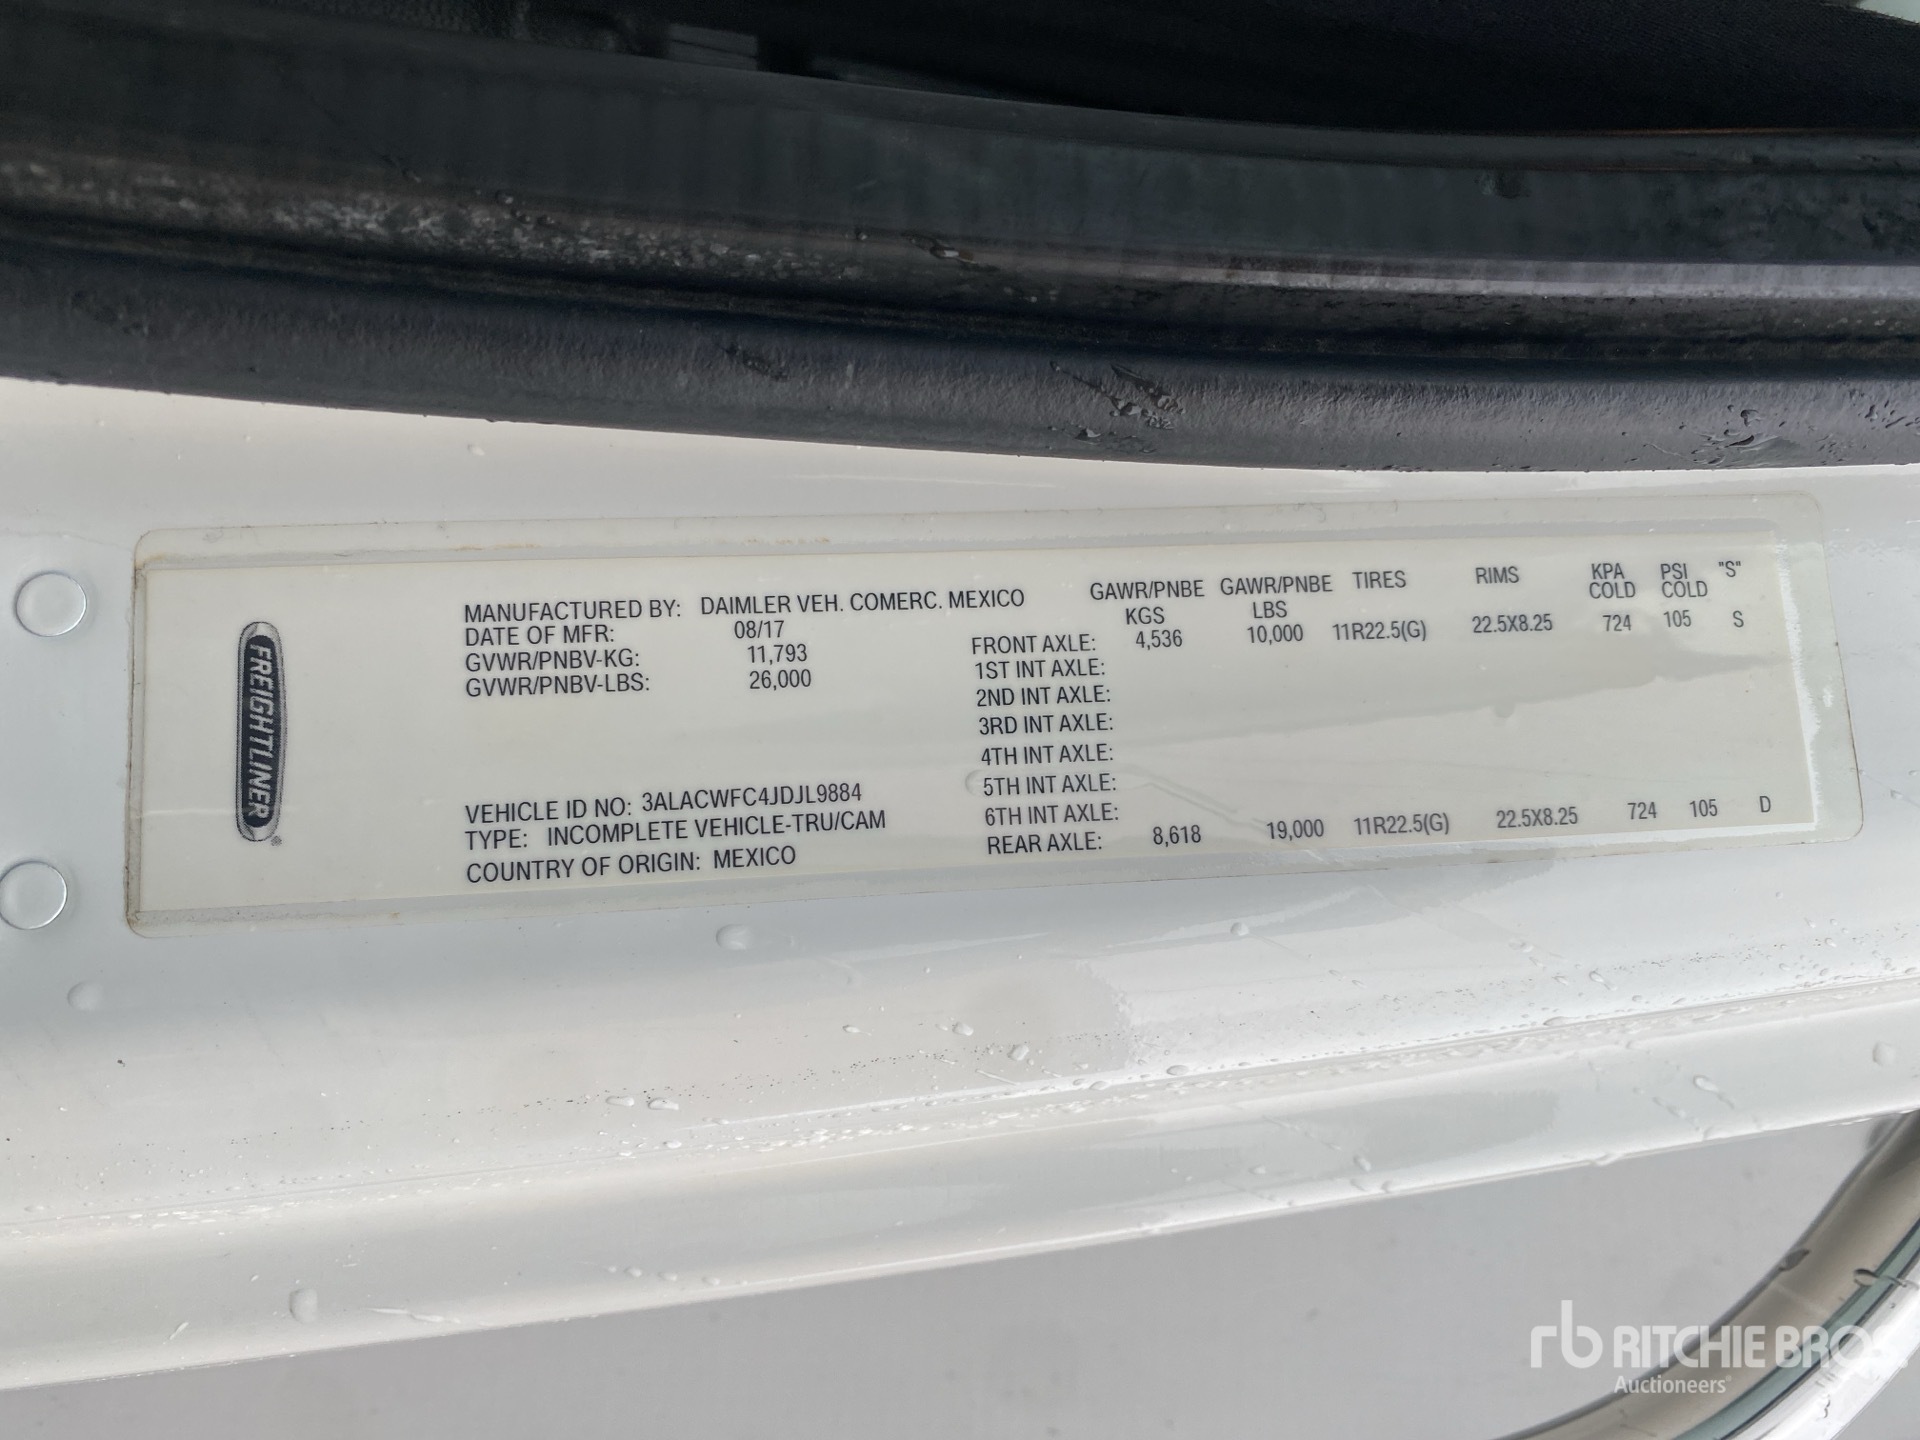 FREIGHTLINER
MANUFACTURED BY: DAIMLER VEH. COMERC. MEXICO
DATE OF MFR: 08/17
GVWR/PNBV-KG: 11,793
GVWR/PNBV-LBS: 26,000
VEHICLE ID NO: 3ALACWFC4JDJL9884
TYPE: INCOMPLETE VEHICLE-TRU/CAM
COUNTRY OF ORIGIN: MEXICO
GAWR/PNBE GAWR/PNBE TIRES RIMS KPA PSI "S"
KGS LBS COLD COLD
FRONT AXLE: 4,536 10,000 11R22.5(G) 22.5X8.25 724 105 S
1ST INT AXLE:
2ND INT AXLE:
3RD INT AXLE:
4TH INT AXLE:
5TH INT AXLE:
6TH INT AXLE:
REAR AXLE: 8,618 19,000 11R22.5(G) 22.5X8.25 724 105 D
rb RITCHIE BROS
Auctioneers